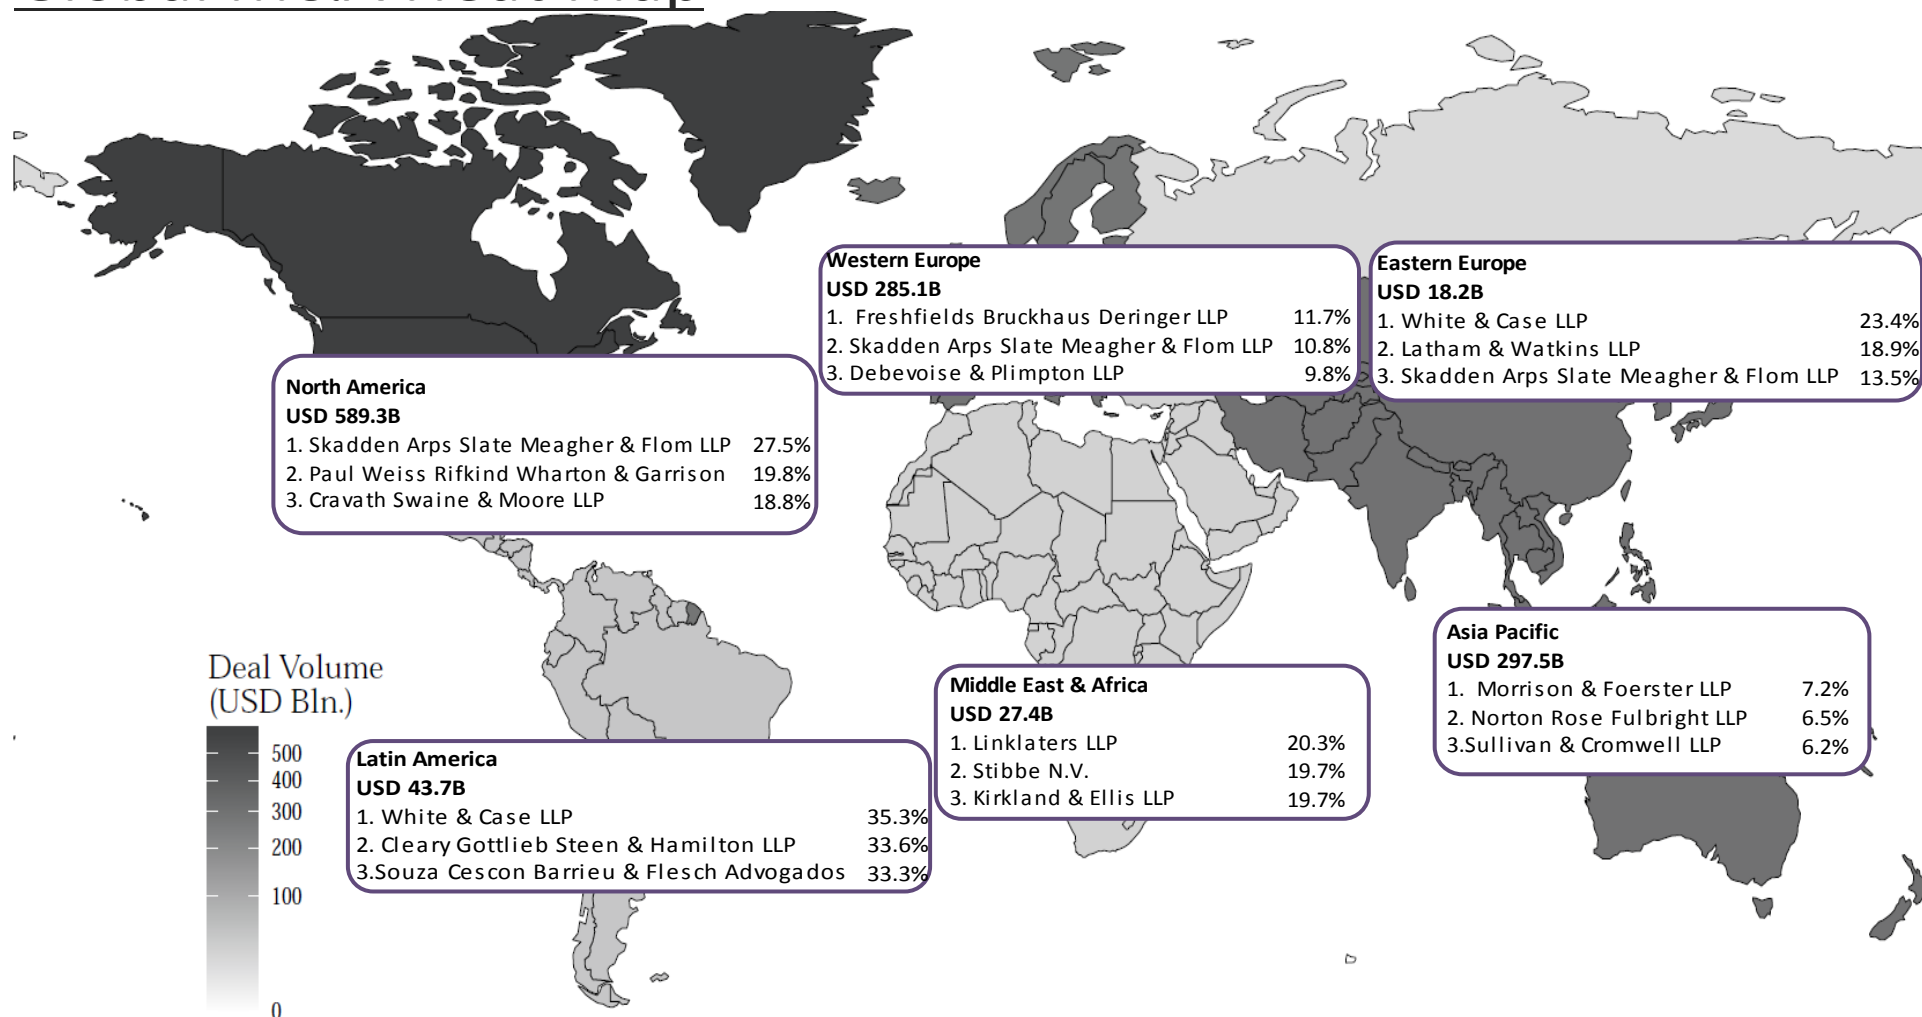 Western Europe
USD 285.1B
1. Freshfields Bruckhaus Deringer LLP 11.7%
2. Skadden Arps Slate Meagher & Flom LLP 10.8%
3. Debevoise & Plimpton LLP 9.8%
Eastern Europe
USD 18.2B
1. White & Case LLP 23.4%
2. Latham & Watkins LLP 18.9%
3. Skadden Arps Slate Meagher & Flom LLP 13.5%
North America
USD 589.3B
1. Skadden Arps Slate Meagher & Flom LLP 27.5%
2. Paul Weiss Rifkind Wharton & Garrison 19.8%
3. Cravath Swaine & Moore LLP 18.8%
Asia Pacific
USD 297.5B
1. Morrison & Foerster LLP 7.2%
2. Norton Rose Fulbright LLP 6.5%
3.Sullivan & Cromwell LLP 6.2%
Middle East & Africa
USD 27.4B
1. Linklaters LLP 20.3%
2. Stibbe N.V. 19.7%
3. Kirkland & Ellis LLP 19.7%
Latin America
USD 43.7B
1. White & Case LLP 35.3%
2. Cleary Gottlieb Steen & Hamilton LLP 33.6%
3.Souza Cescon Barrieu & Flesch Advogados 33.3%
Deal Volume
(USD Bln.)
500
400
300
200
100
0